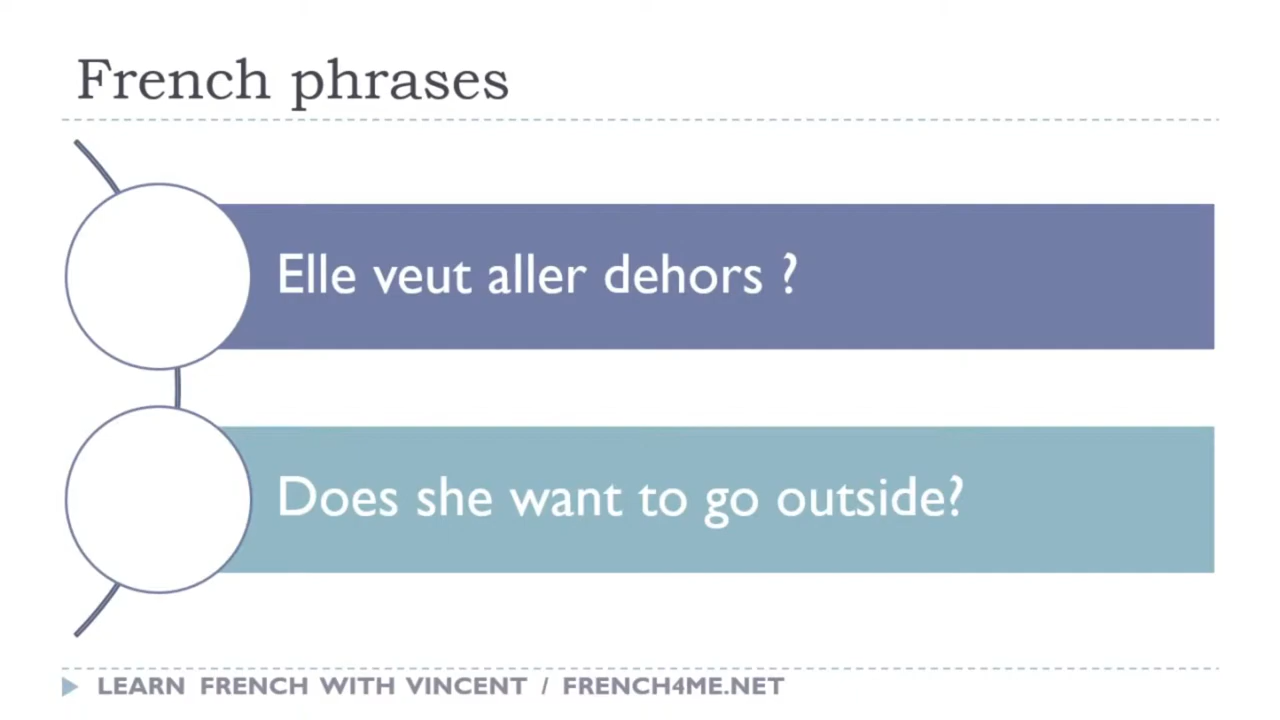 French phrases
Elle veut aller dehors ?
Does she want to go outside?
LEARN FRENCH WITH VINCENT / FRENCH4ME.NET